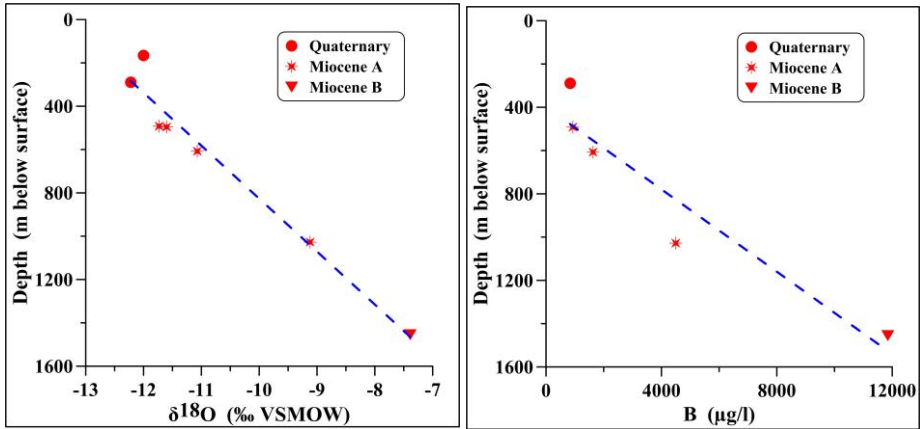 0
400
800
1200
1600
Depth (m below surface)
Quaternary
Miocene A
Miocene B
-13
-12
-11
-10
-9
-8
-7
δ18O (‰ VSMOW)
0
400
800
1200
1600
Depth (m below surface)
Quaternary
Miocene A
Miocene B
0
4000
8000
12000
B (µg/l)